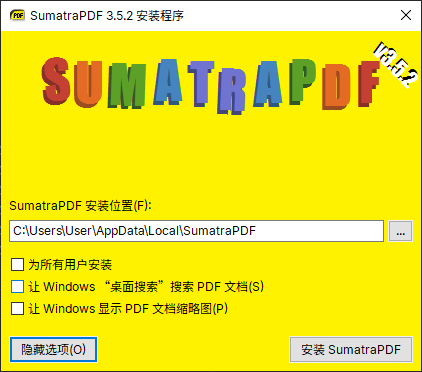 SumatraPDF 3.5.2 安装程序
SUMATRAPDF
v3.5.2
SumatraPDF 安装位置(F):
C:\Users\User\AppData\Local\SumatraPDF
...
为所有用户安装
让 Windows “桌面搜索”搜索 PDF 文档(S)
让 Windows 显示 PDF 文档缩略图(P)
隐藏选项(O)
安装 SumatraPDF